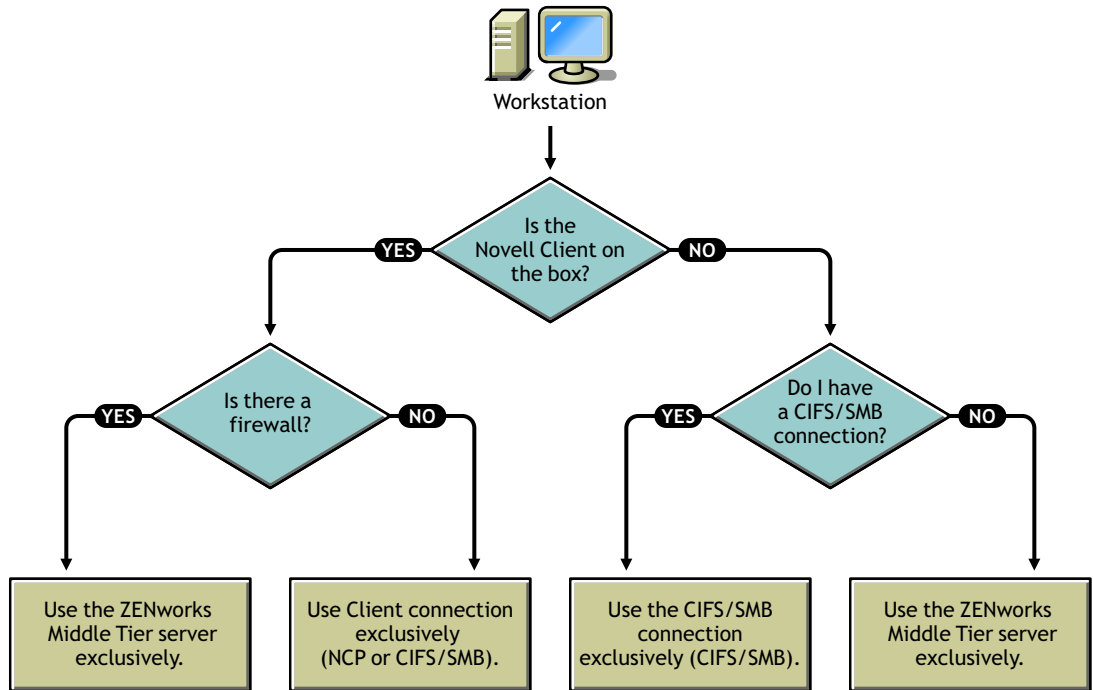 Workstation
Is the
Novell Client on
the box?
YES
NO
Is there a
firewall?
YES
NO
Do I have
a CIFS/SMB
connection?
YES
NO
Use the ZENworks
Middle Tier server
exclusively.
Use Client connection
exclusively
(NCP or CIFS/SMB).
Use the CIFS/SMB
connection
exclusively (CIFS/SMB).
Use the ZENworks
Middle Tier server
exclusively.